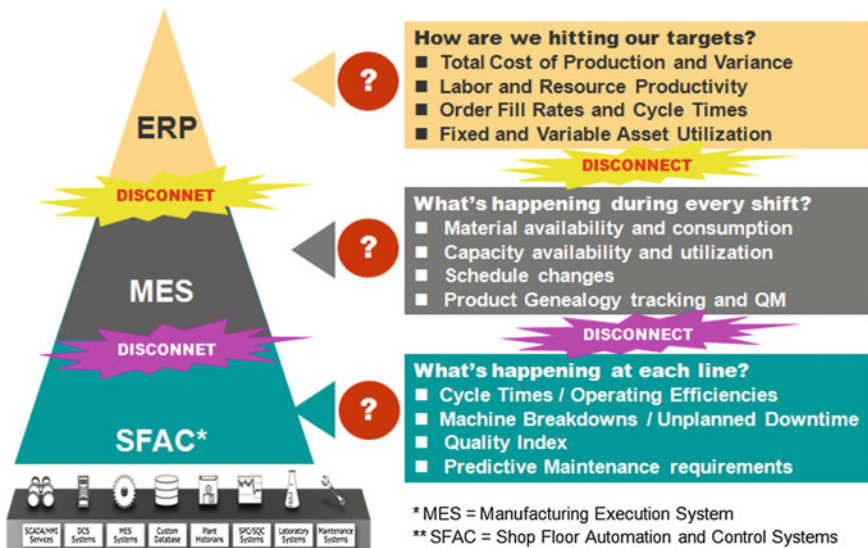 ERP
DISCONNET
MES
DISCONNET
SFAC*
SCADA/HMI Services
DCS Systems
MES Systems
Custom Database
Plant Historians
SPC/SQC Systems
Laboratory Systems
Maintenance Systems
?
How are we hitting our targets?
■ Total Cost of Production and Variance
■ Labor and Resource Productivity
■ Order Fill Rates and Cycle Times
■ Fixed and Variable Asset Utilization
DISCONNECT
?
What's happening during every shift?
■ Material availability and consumption
■ Capacity availability and utilization
■ Schedule changes
■ Product Genealogy tracking and QM
DISCONNECT
?
What's happening at each line?
■ Cycle Times / Operating Efficiencies
■ Machine Breakdowns / Unplanned Downtime
■ Quality Index
■ Predictive Maintenance requirements
* MES = Manufacturing Execution System
** SFAC = Shop Floor Automation and Control Systems